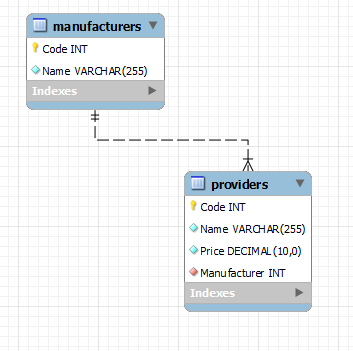 manufacturers
Code INT
Name VARCHAR(255)
Indexes
providers
Code INT
Name VARCHAR(255)
Price DECIMAL(10,0)
Manufacturer INT
Indexes